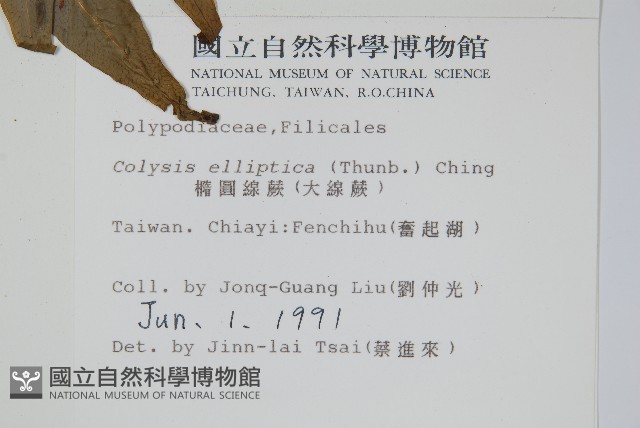 國立自然科學博物館
NATIONAL MUSEUM OF NATURAL SCIENCE
TAICHUNG, TAIWAN, R.O.CHINA
Polypodiaceae,Filicales
Colysis elliptica (Thunb.) Ching
橢圓線蕨(大線蕨)
Taiwan. Chiayi:Fenchihu(奮起湖)
Coll. by Jonq-Guang Liu(劉仲光)
Jun. 1. 1991
Det. by Jinn-lai Tsai(蔡進來)
國立自然科學博物館
NATIONAL MUSEUM OF NATURAL SCIENCE